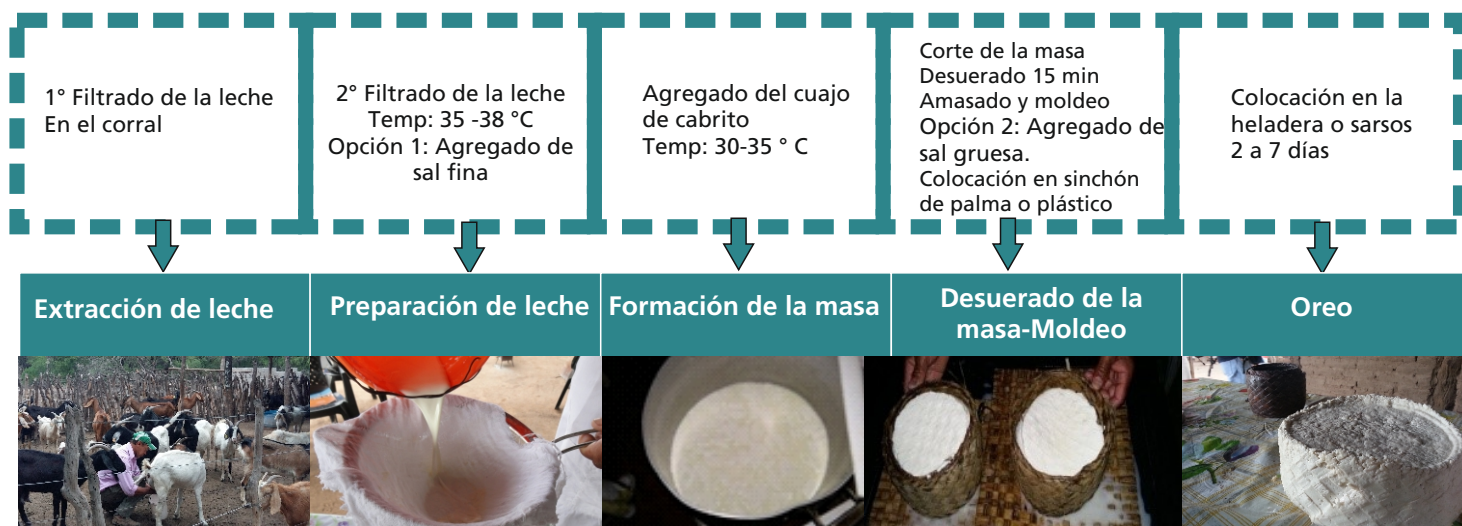 1° Filtrado de la leche
En el corral
2° Filtrado de la leche
Temp: 35 -38 °C
Opción 1: Agregado de
sal fina
Agregado del cuajo
de cabrito
Temp: 30-35 ° C
Corte de la masa
Desuerado 15 min
Amasado y moldeo
Opción 2: Agregado de
sal gruesa.
Colocación en sinchón
de palma o plástico
Colocación en la
heladera o sarsos
2 a 7 días
Extracción de leche
Preparación de leche
Formación de la masa
Desuerado de la
masa-Moldeo
Oreo